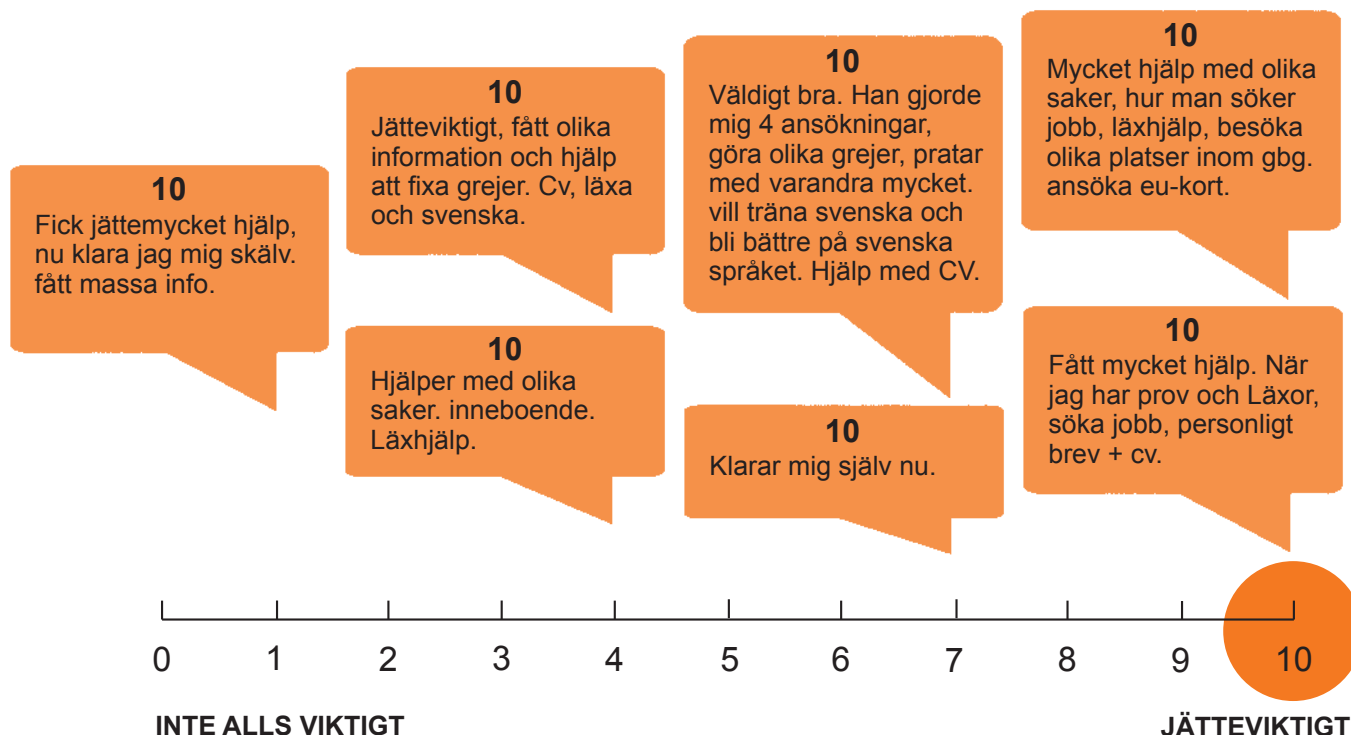 10
Fick jättemycket hjälp,
nu klara jag mig skälv.
fått massa info.
10
Jätteviktigt, fått olika
information och hjälp
att fixa grejer. Cv, läxa
och svenska.
10
Hjälper med olika
saker. inneboende.
Läxhjälp.
10
Väldigt bra. Han gjorde
mig 4 ansökningar,
göra olika grejer, pratar
med varandra mycket.
vill träna svenska och
bli bättre på svenska
språket. Hjälp med CV.
10
Klarar mig själv nu.
10
Mycket hjälp med olika
saker, hur man söker
jobb, läxhjälp, besöka
olika platser inom gbg.
ansöka eu-kort.
10
Fått mycket hjälp. När
jag har prov och Läxor,
söka jobb, personligt
brev + cv.
0 1 2 3 4 5 6 7 8 9 10
INTE ALLS VIKTIGT JÄTTEVIKTIGT